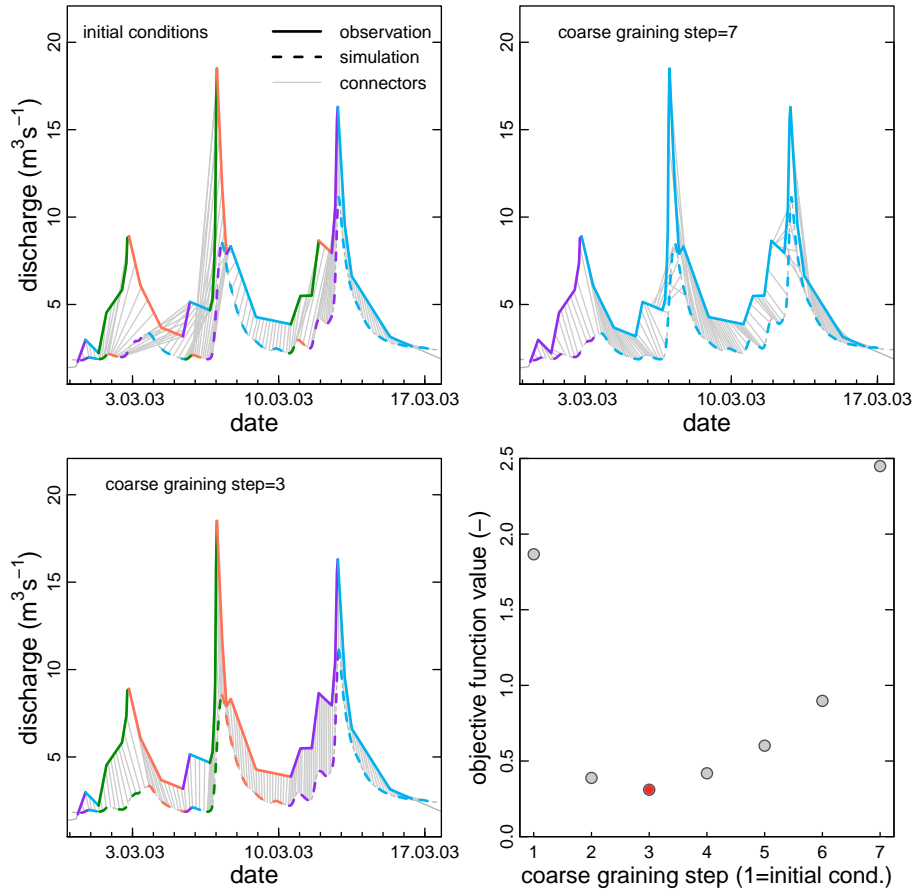 initial conditions
observation
simulation
connectors
20
15
10
5
discharge (m³s⁻¹)
3.03.03
10.03.03
17.03.03
date
coarse graining step=7
20
15
10
5
3.03.03
10.03.03
17.03.03
date
coarse graining step=3
20
15
10
5
discharge (m³s⁻¹)
3.03.03
10.03.03
17.03.03
date
2.5
2.0
1.5
1.0
0.5
0.0
objective function value (−)
1
2
3
4
5
6
7
coarse graining step (1=initial cond.)